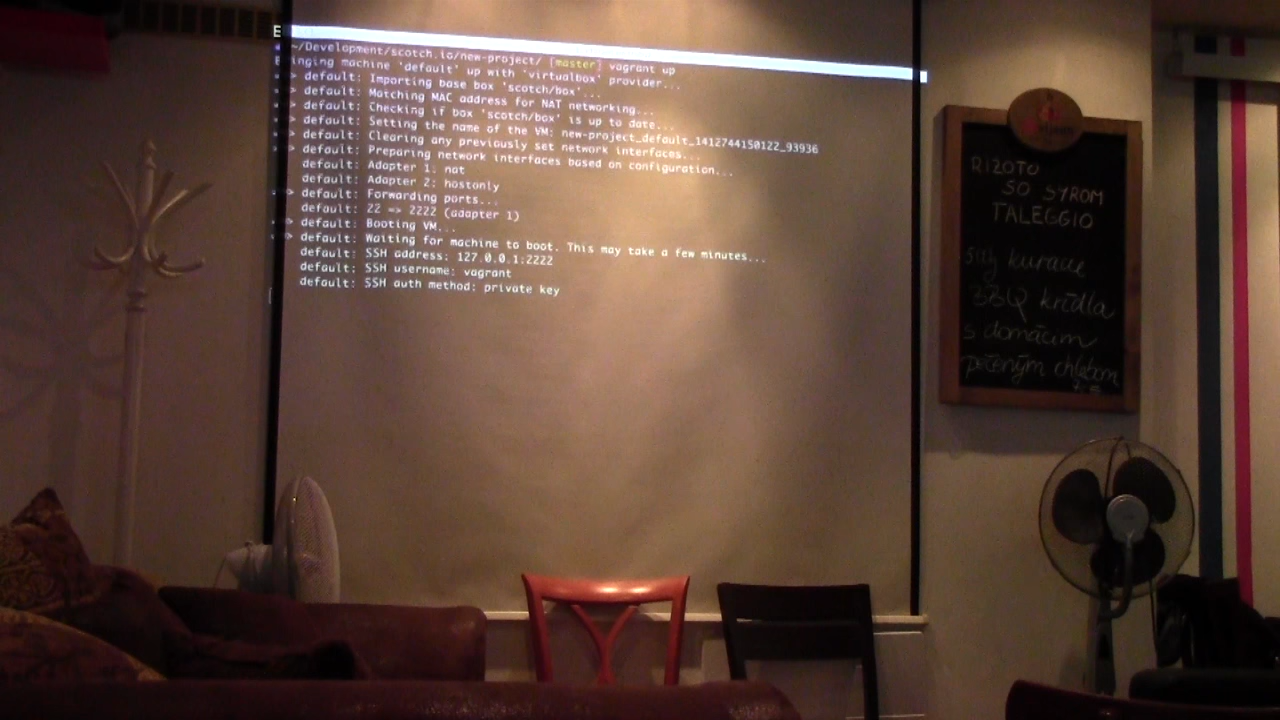 ~/Development/scotch.io/new-project/ [master] vagrant up
Bringing machine 'default' up with 'virtualbox' provider...
==> default: Importing base box 'scotch/box'...
==> default: Matching MAC address for NAT networking...
==> default: Checking if box 'scotch/box' is up to date...
==> default: Setting the name of the VM: new-project_default_1412744150122_93936
==> default: Clearing any previously set network interfaces...
==> default: Preparing network interfaces based on configuration...
default: Adapter 1: nat
default: Adapter 2: hostonly
==> default: Forwarding ports...
default: 22 => 2222 (adapter 1)
==> default: Booting VM...
==> default: Waiting for machine to boot. This may take a few minutes...
default: SSH address: 127.0.0.1:2222
default: SSH username: vagrant
default: SSH auth method: private key
RIZOTO
SO SYROM
TALEGGIO
kuracie
BBQ krídla
s domácim
pečeným chlebom